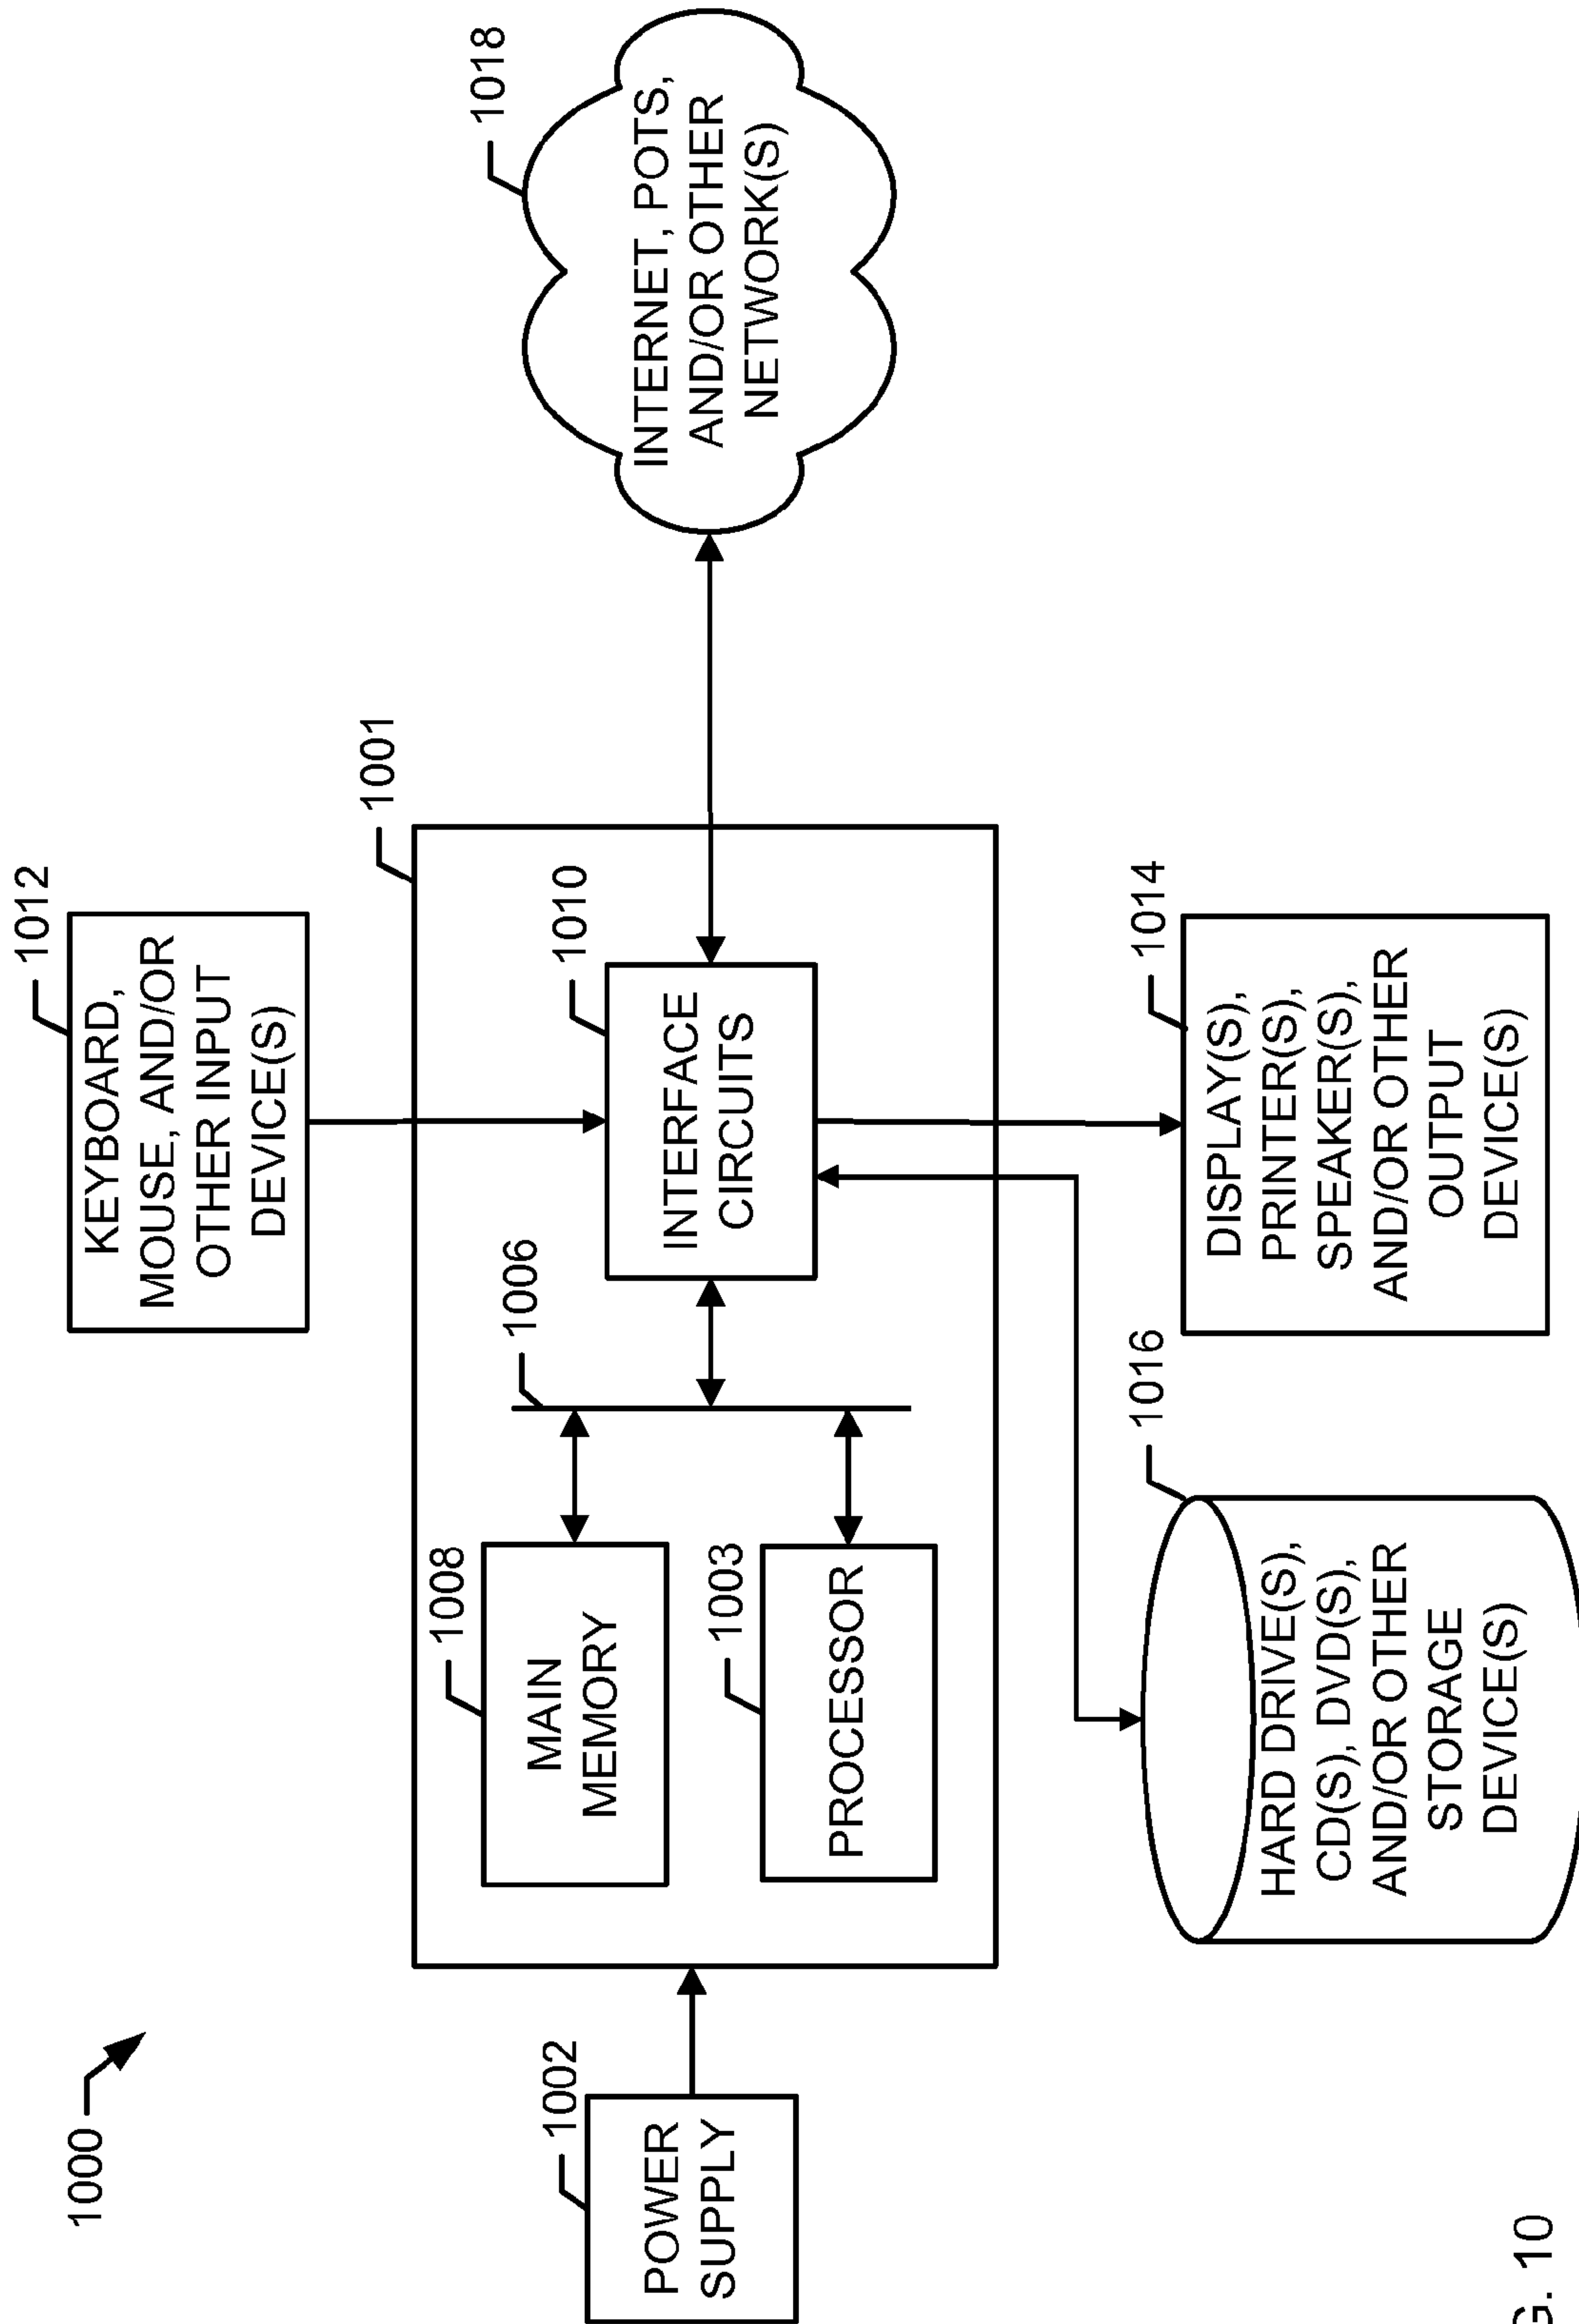 1000
1012
KEYBOARD,
MOUSE, AND/OR
OTHER INPUT
DEVICE(S)
1001
1018
INTERNET, POTS,
AND/OR OTHER
NETWORK(S)
1002
POWER
SUPPLY
1008
MAIN
MEMORY
1003
PROCESSOR
1006
1010
INTERFACE
CIRCUITS
1016
HARD DRIVE(S),
CD(S), DVD(S),
AND/OR OTHER
STORAGE
DEVICE(S)
1014
DISPLAY(S),
PRINTER(S),
SPEAKER(S),
AND/OR OTHER
OUTPUT
DEVICE(S)
G. 10